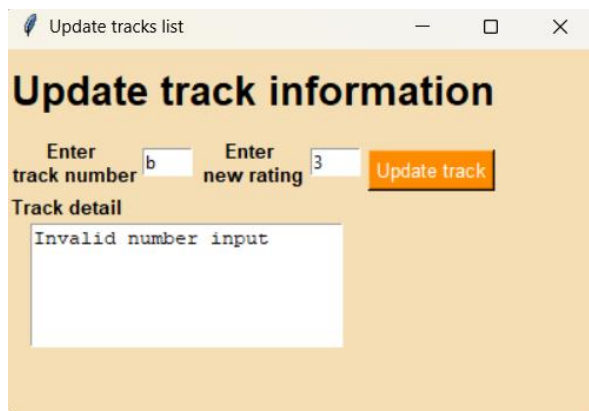 Update tracks list
Update track information
Enter
track number
b
Enter
new rating
3
Update track
Track detail
Invalid number input